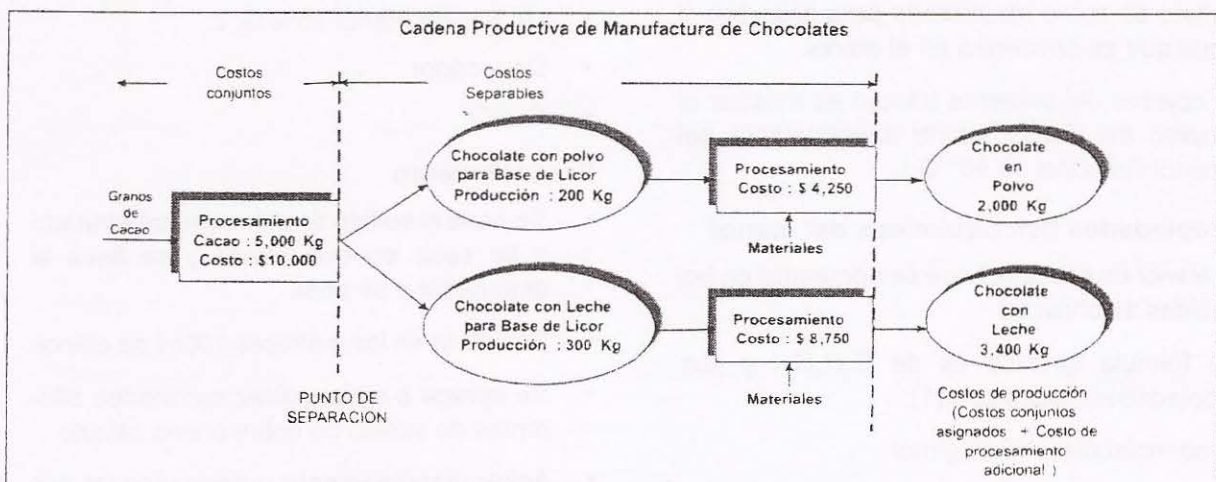 Cadena Productiva de Manufactura de Chocolates
Costos
conjuntos
Costos
Separables
Granos
de
Cacao
Procesamiento
Cacao : 5,000 Kg
Costo : $10,000
Chocolate con polvo
para Base de Licor
Producción : 200 Kg
Procesamiento
Costo : $ 4,250
Materiales
Chocolate
en
Polvo
2,000 Kg
Chocolate con Leche
para Base de Licor
Producción : 300 Kg
Procesamiento
Costo : $ 8,750
Materiales
Chocolate
con
Leche
3,400 Kg
PUNTO DE
SEPARACION
Costos de producción
(Costos conjuntos
asignados + Costo de
procesamiento
adicional )